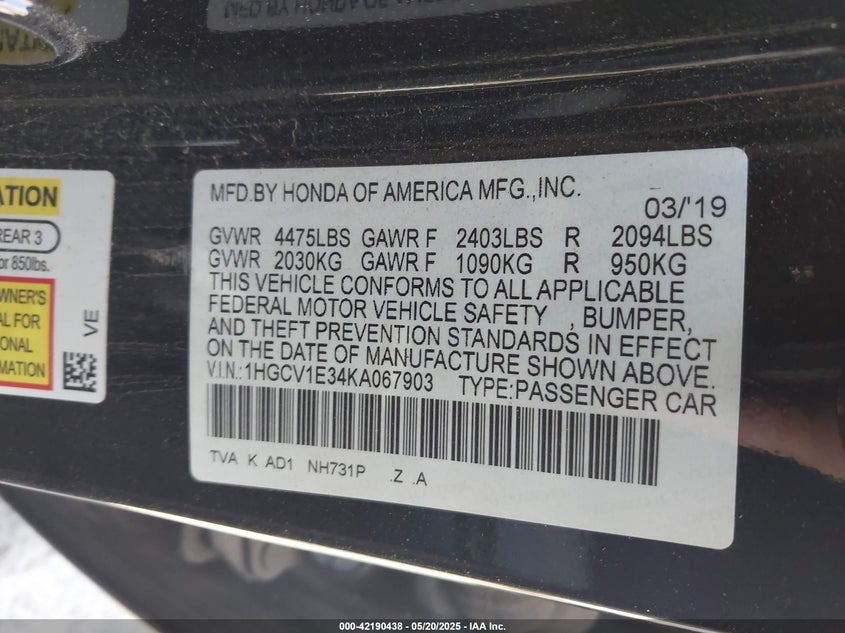 MFD.BY HONDA OF AMERICA MFG.,INC.
03/'19
GVWR 4475LBS GAWR F 2403LBS R 2094LBS
GVWR 2030KG GAWR F 1090KG R 950KG
THIS VEHICLE CONFORMS TO ALL APPLICABLE
FEDERAL MOTOR VEHICLE SAFETY , BUMPER,
AND THEFT PREVENTION STANDARDS IN EFFECT
ON THE DATE OF MANUFACTURE SHOWN ABOVE.
V.I.N.:1HGCV1E34KA067903 TYPE:PASSENGER CAR
TVA K AD1 NH731P .Z .A
ATION
REAR 3
or 850lbs.
WNER'S
AL FOR
IONAL
MATION
VE
000-42190438 - 05/20/2025 - IAA Inc.